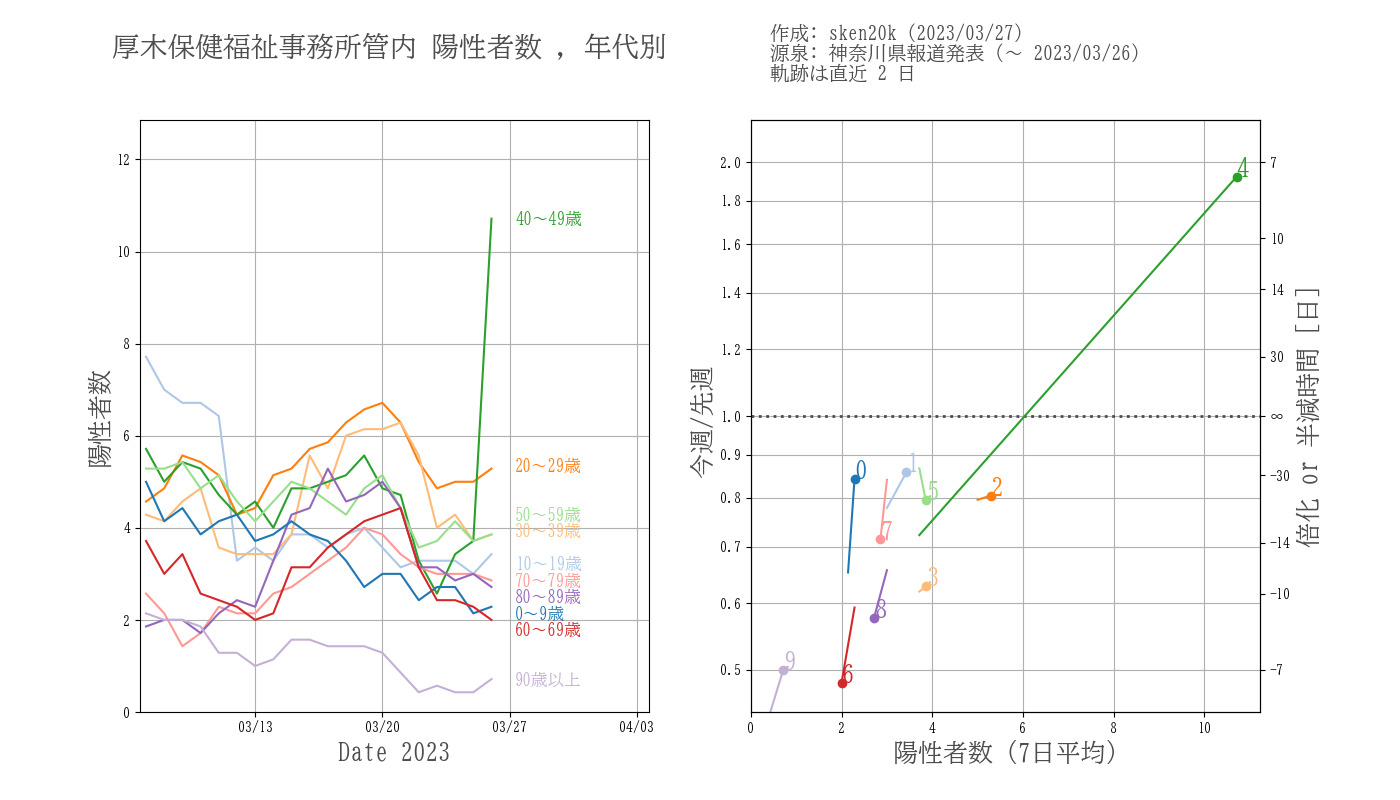 厚木保健福祉事務所管内 陽性者数 , 年代別
作成: sken20k (2023/03/27)
源泉: 神奈川県報道発表 (～ 2023/03/26)
軌跡は直近 2 日
陽性者数
12
10
8
6
4
2
0
03/13
03/20
03/27
04/03
Date 2023
40～49歳
20～29歳
50～59歳
30～39歳
10～19歳
70～79歳
80～89歳
0～9歳
60～69歳
90歳以上
今週/先週
2.0
1.8
1.6
1.4
1.2
1.0
0.9
0.8
0.7
0.6
0.5
0
2
4
6
8
10
陽性者数 (7日平均)
4
0
1
5
2
7
3
8
6
9
7
10
14
30
∞
−30
−14
−10
−7
倍化 or 半減時間 [日]